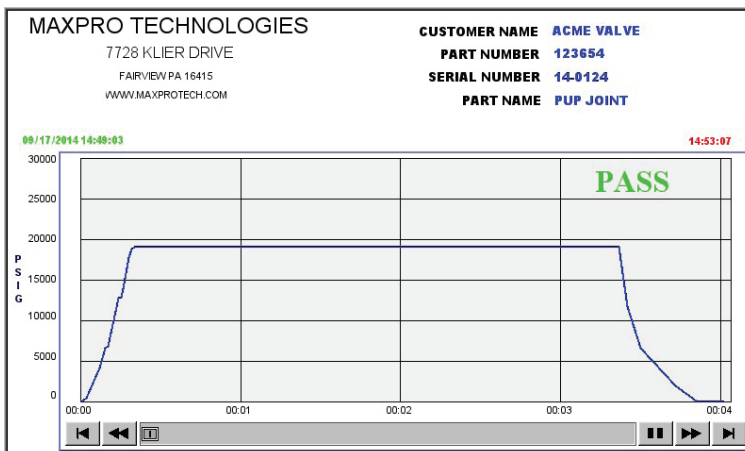 MAXPRO TECHNOLOGIES
7728 KLIER DRIVE
FAIRVIEW PA 16415
WWW.MAXPROTECH.COM
CUSTOMER NAME ACME VALVE
PART NUMBER 123654
SERIAL NUMBER 14-0124
PART NAME PUP JOINT
09/17/2014 14:49:03
14:53:07
PASS
30000
25000
20000
15000
10000
5000
0
PSIG
00:00 00:01 00:02 00:03 00:04